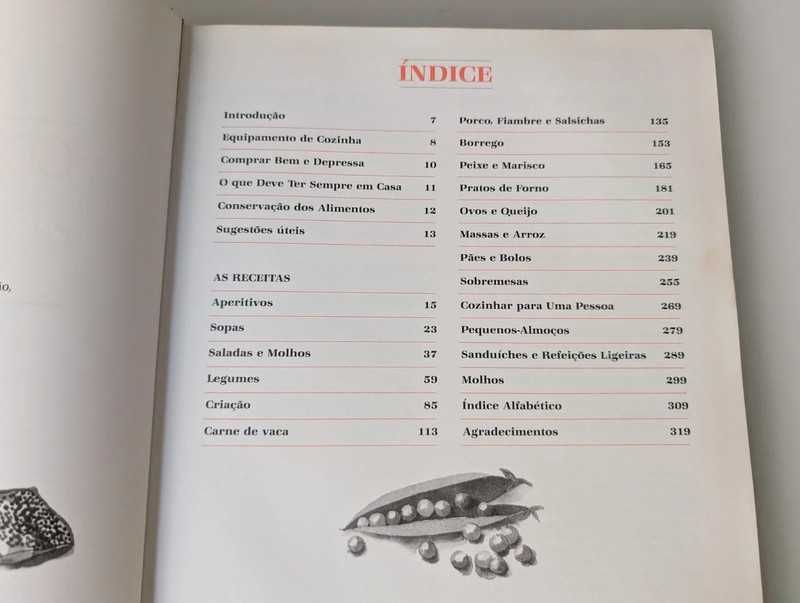 io,
ÍNDICE
Introdução 7
Equipamento de Cozinha 8
Comprar Bem e Depressa 10
O que Deve Ter Sempre em Casa 11
Conservação dos Alimentos 12
Sugestões úteis 13
AS RECEITAS
Aperitivos 15
Sopas 23
Saladas e Molhos 37
Legumes 59
Criação 85
Carne de vaca 113
Porco, Fiambre e Salsichas 135
Borrego 153
Peixe e Marisco 165
Pratos de Forno 181
Ovos e Queijo 201
Massas e Arroz 219
Pães e Bolos 239
Sobremesas 255
Cozinhar para Uma Pessoa 269
Pequenos-Almoços 279
Sanduíches e Refeições Ligeiras 289
Molhos 299
Índice Alfabético 309
Agradecimentos 319